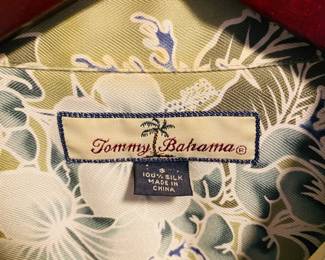 Tommy Bahama®
S
100% SILK
MADE IN
CHINA